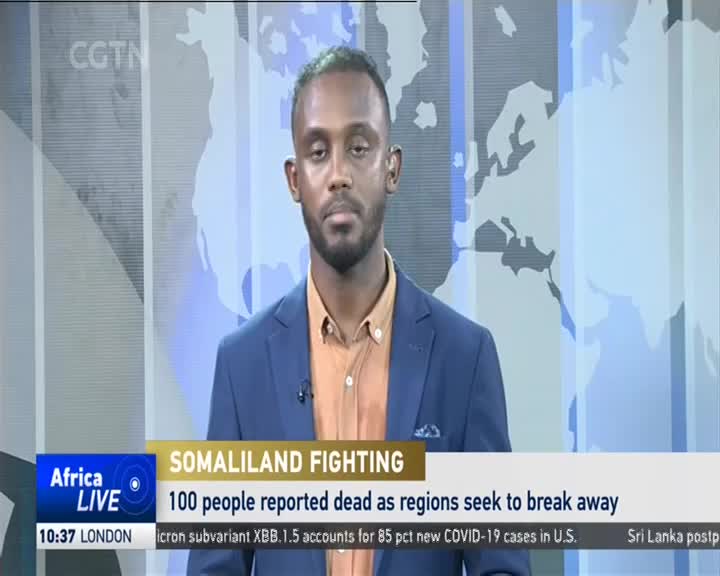 CGTN
SOMALILAND FIGHTING
Africa
LIVE
100 people reported dead as regions seek to break away
10:37 LONDON
icron subvariant XBB.1.5 accounts for 85 pct new COVID-19 cases in U.S. Sri Lanka postp